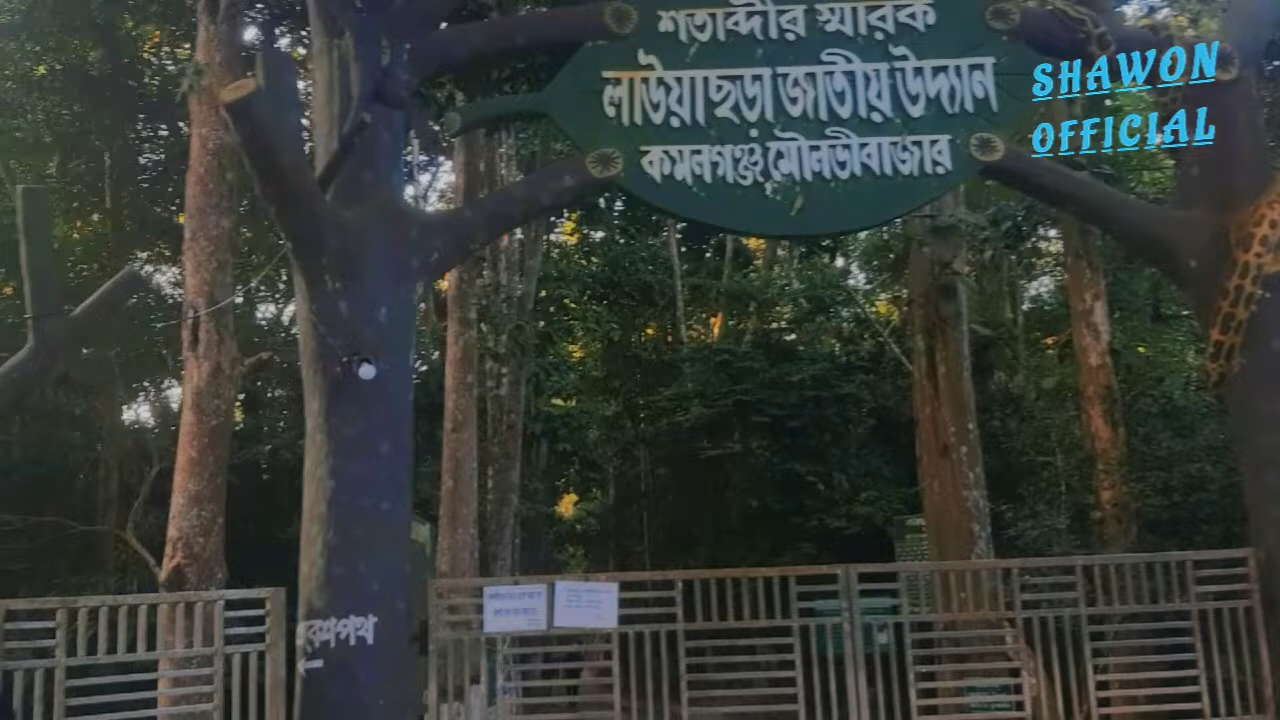 শতাব্দীর স্মারক
লাউয়াছড়া জাতীয় উদ্যান
কমলগঞ্জ, মৌলভীবাজার
SHAWON
OFFICIAL